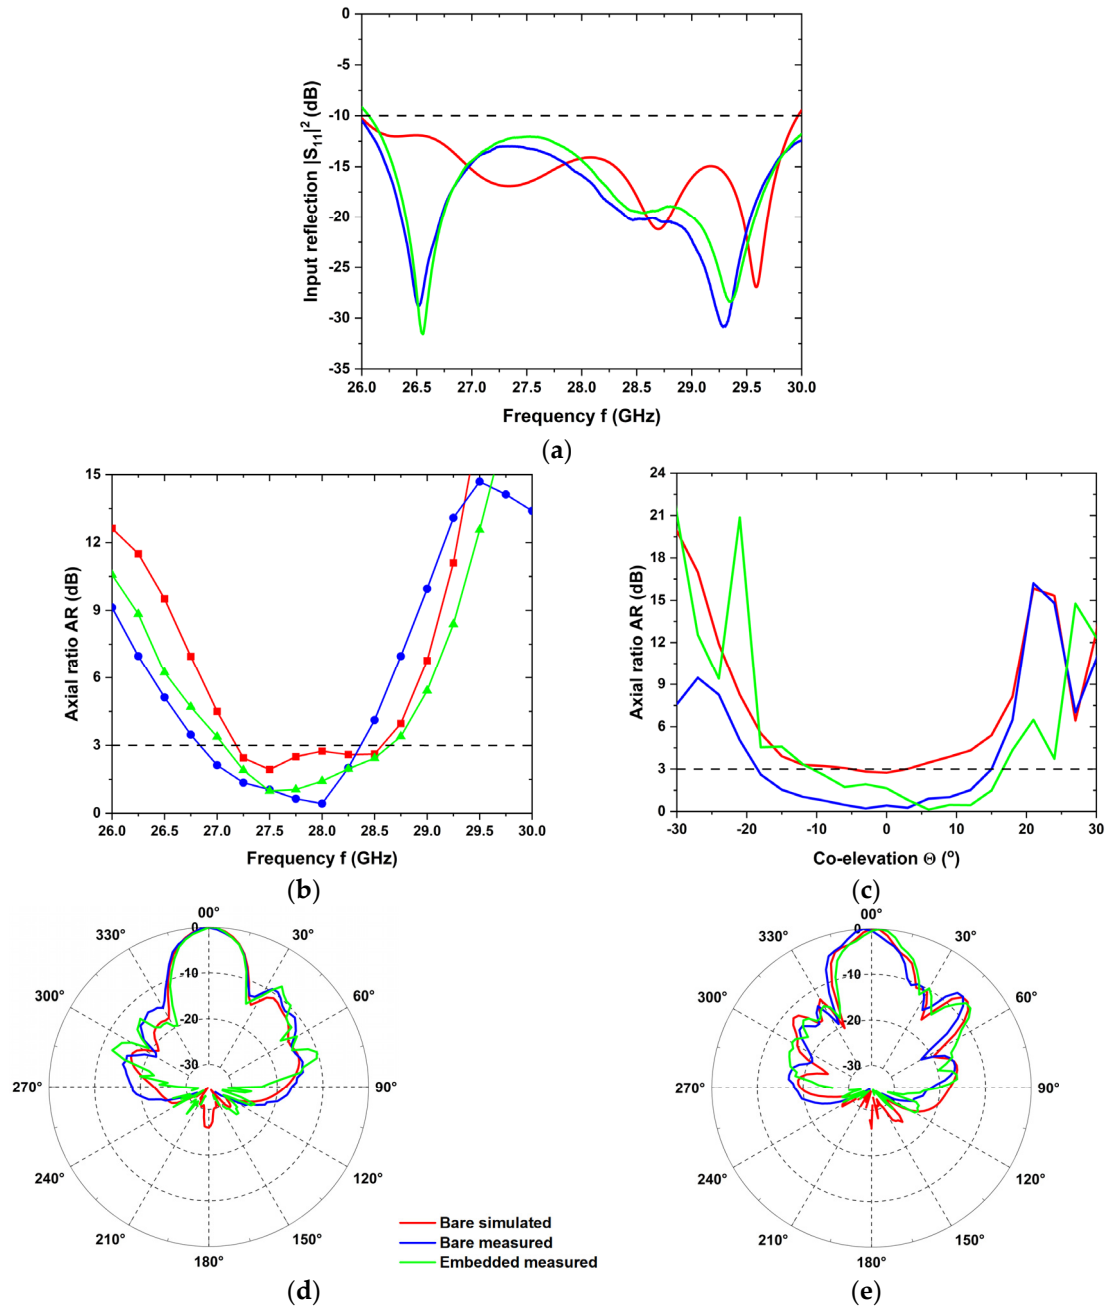 0
-5
-10
-15
-20
-25
-30
-35
26.0 26.5 27.0 27.5 28.0 28.5 29.0 29.5 30.0
Input reflection |S₁₁|² (dB)
Frequency f (GHz)
(a)
15
12
9
6
3
0
26.0 26.5 27.0 27.5 28.0 28.5 29.0 29.5 30.0
Axial ratio AR (dB)
Frequency f (GHz)
(b)
24
21
18
15
12
9
6
3
0
-30 -20 -10 0 10 20 30
Axial ratio AR (dB)
Co-elevation Θ (º)
(c)
00°
330° 30°
300° 60°
270° 90°
240° 120°
210° 150°
180°
0
-10
-20
-30
(d)
Bare simulated
Bare measured
Embedded measured
00°
330° 30°
300° 60°
270° 90°
240° 120°
210° 150°
180°
0
-10
-20
-30
(e)